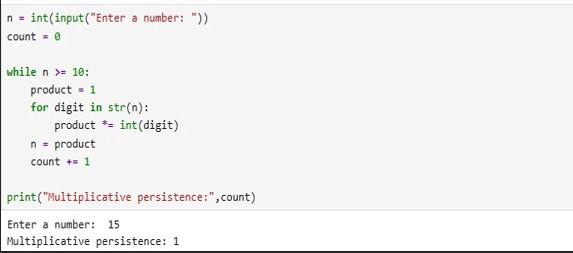 n = int(input("Enter a number: "))
count = 0
while n >= 10:
    product = 1
    for digit in str(n):
        product *= int(digit)
    n = product
    count += 1
print("Multiplicative persistence:",count)
Enter a number:  15
Multiplicative persistence: 1